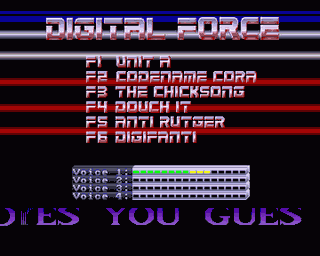 DIGITAL FORCE
F1 UNIT A
F2 CODENAME CORA
F3 THE CHICKSONG
F4 DOUCH IT
F5 ANTI RUTGER
F6 DIGIFANTI
Voice 1:
Voice 2:
Voice 3:
Voice 4:
YES YOU GUES